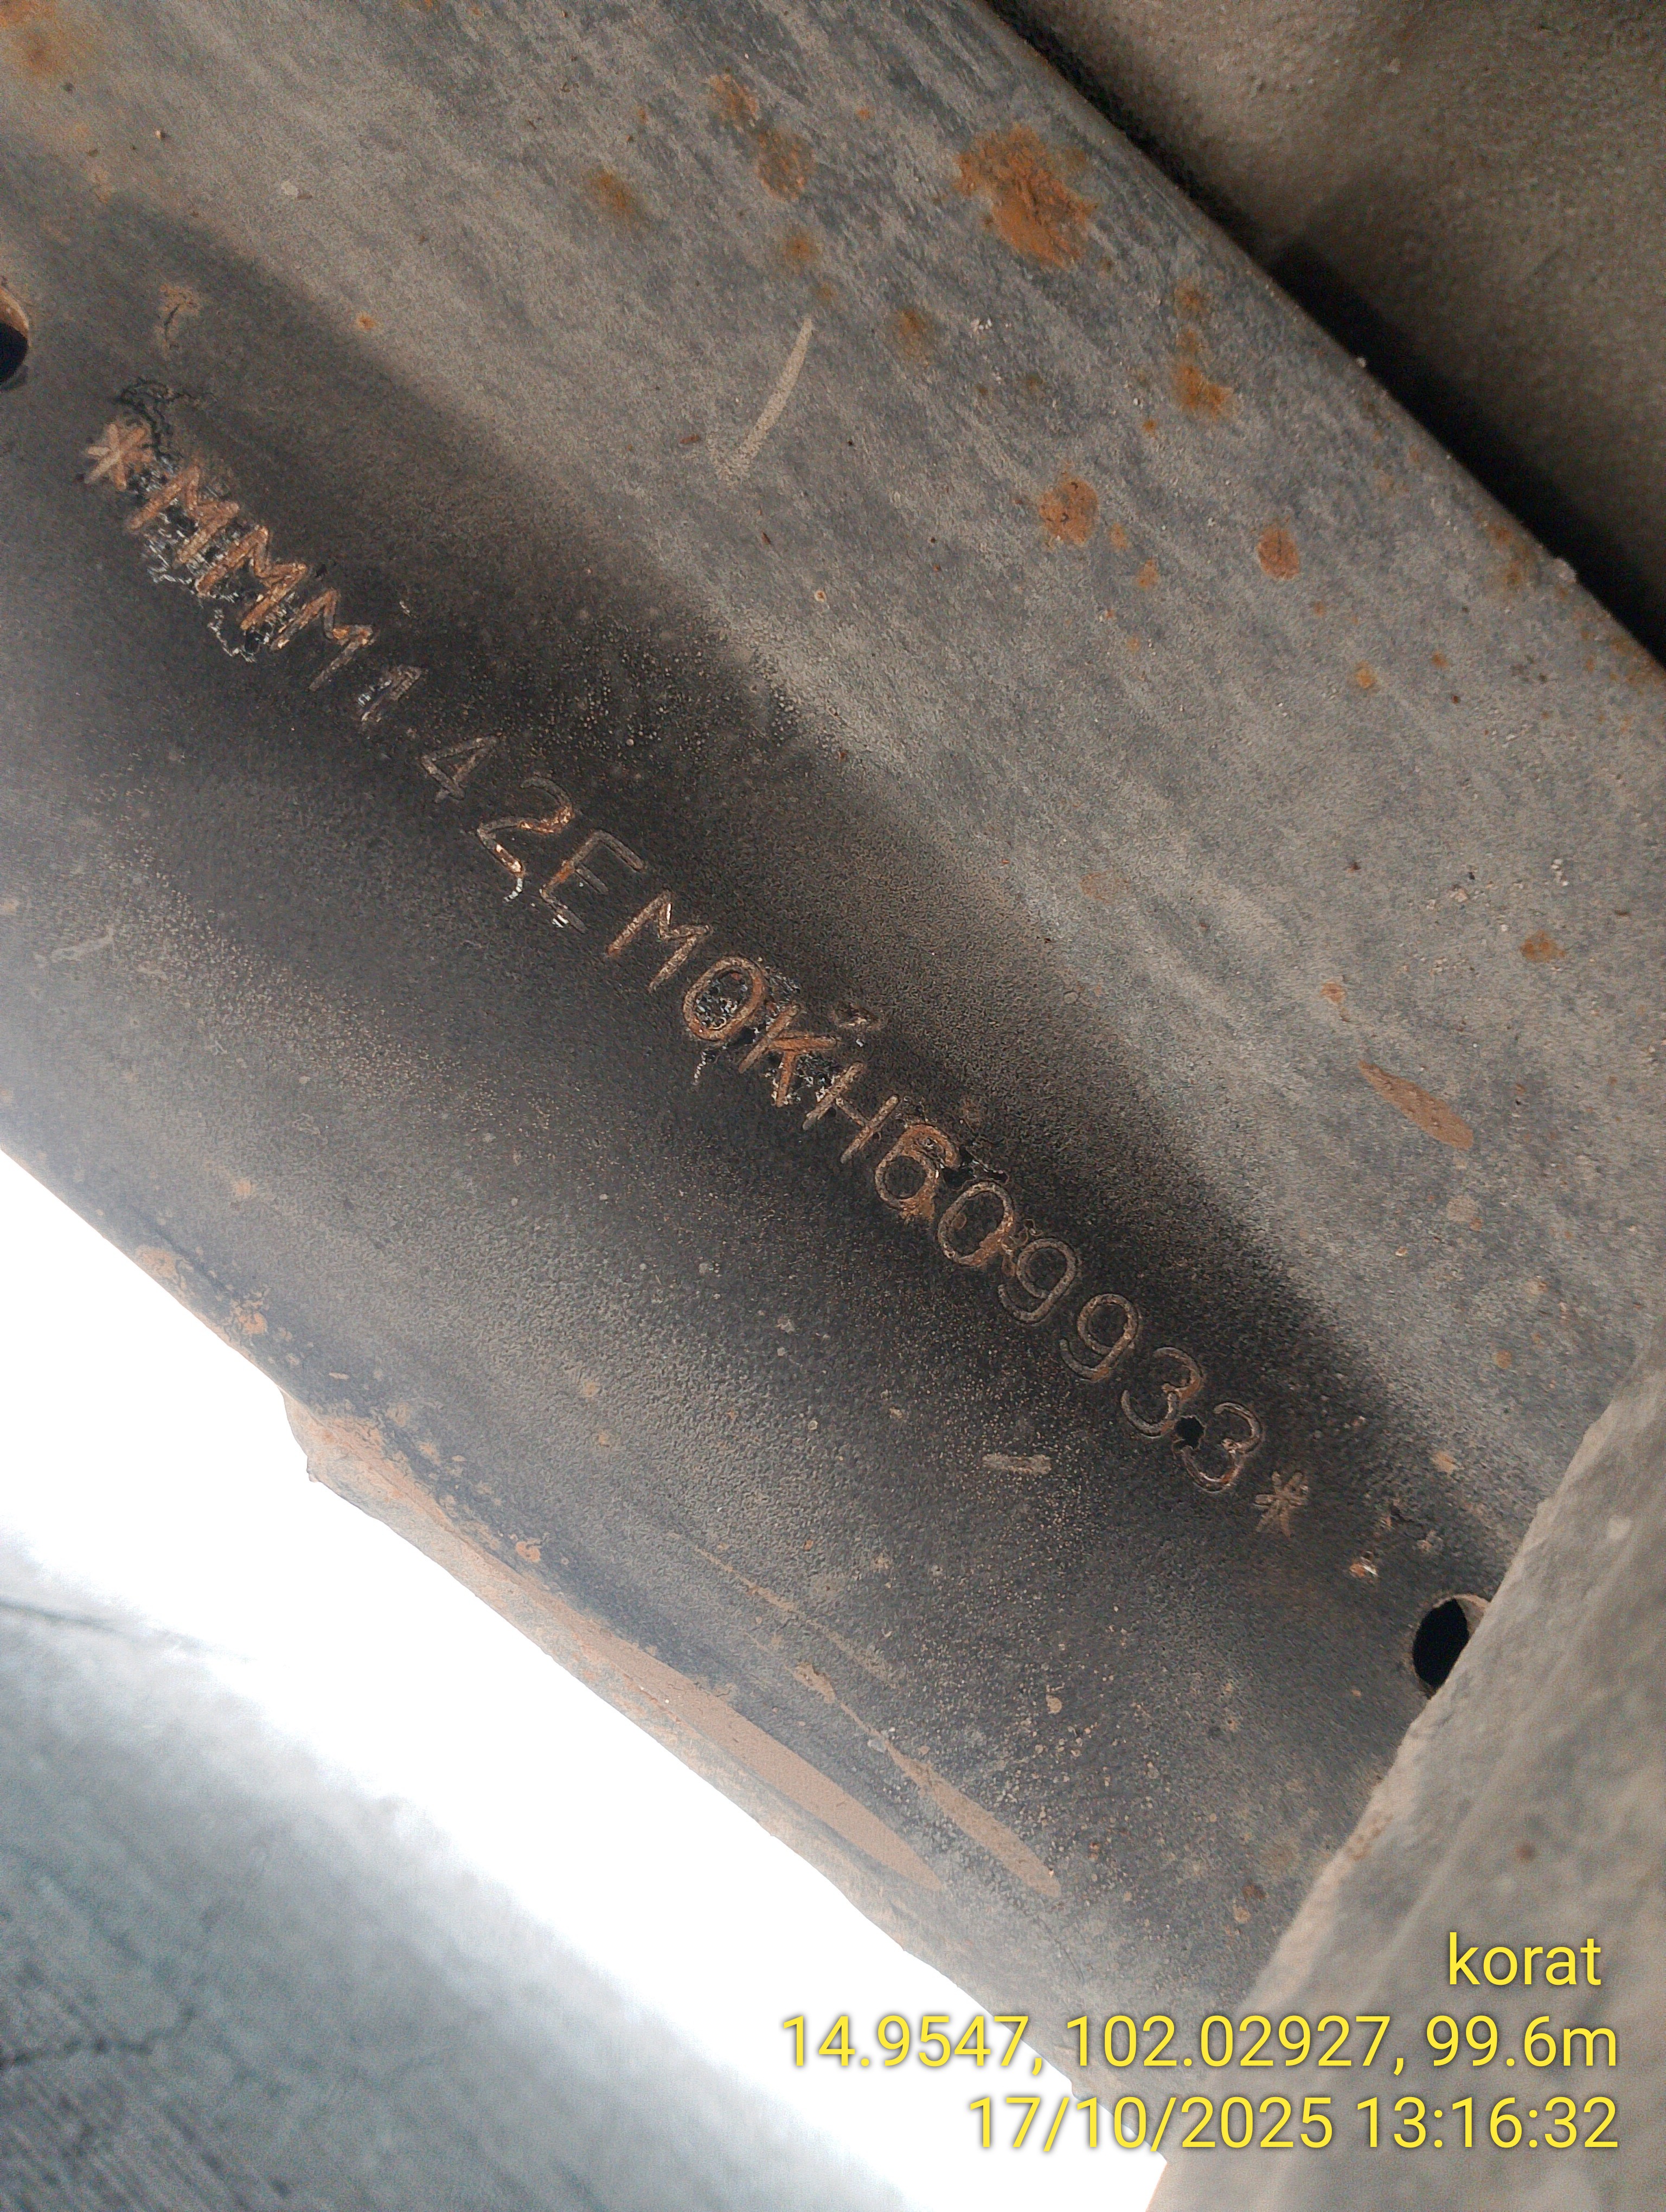 *MMM142EM0KH609933*
korat
14.9547, 102.02927, 99.6m
17/10/2025 13:16:32